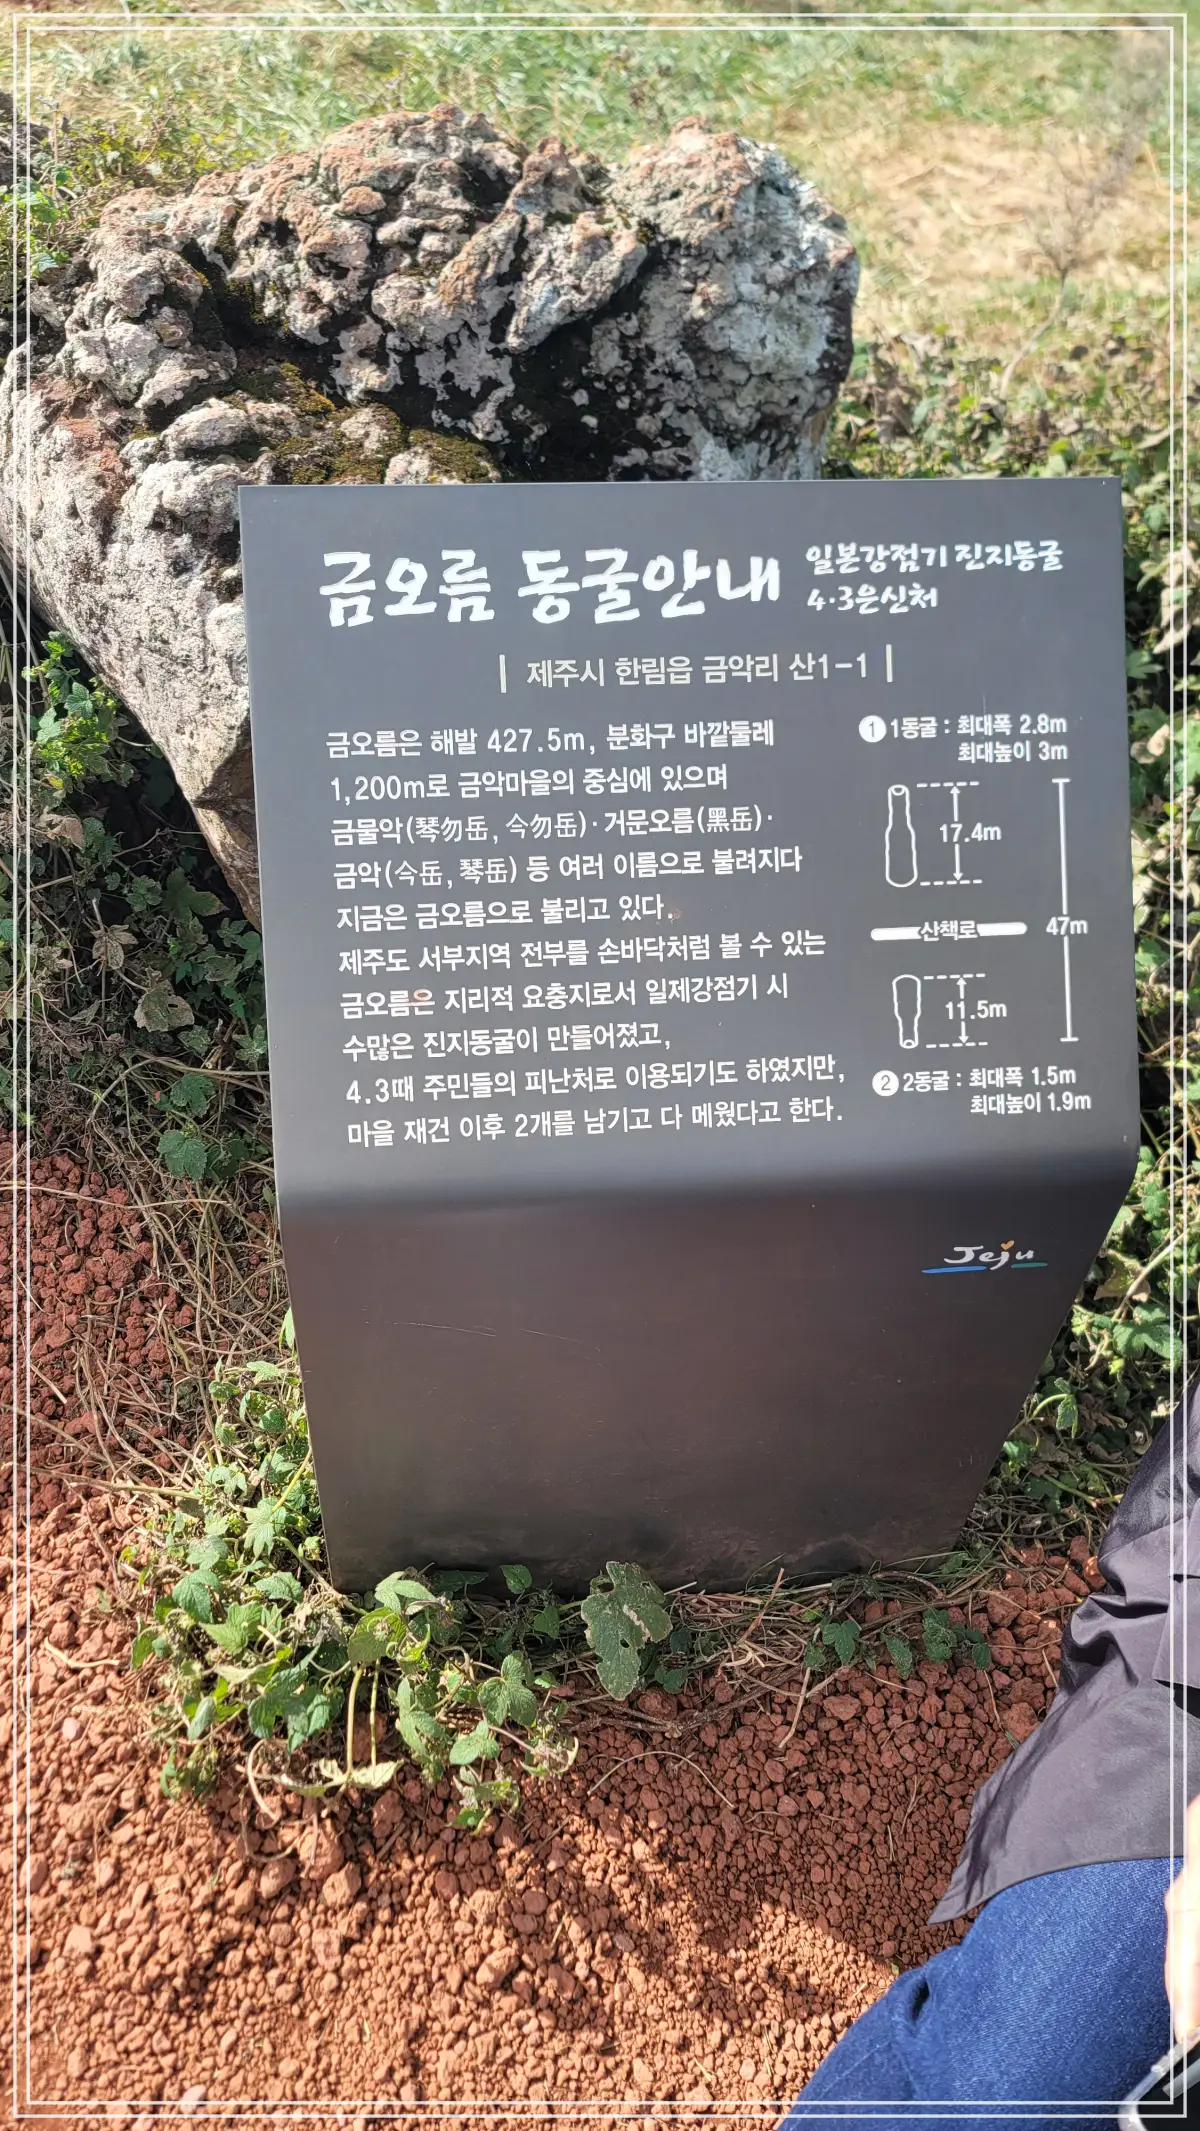 금오름 동굴안내
일본강점기 진지동굴
4·3은신처
제주시 한림읍 금악리 산1-1
금오름은 해발 427.5m, 분화구 바깥둘레
1,200m로 금악마을의 중심에 있으며
금물악(琴勿岳, 今勿岳)·거문오름(黑岳)·
금악(今岳, 琴岳) 등 여러 이름으로 불려지다
지금은 금오름으로 불리고 있다.
제주도 서부지역 전부를 손바닥처럼 볼 수 있는
금오름은 지리적 요충지로서 일제강점기 시
수많은 진지동굴이 만들어졌고,
4.3때 주민들의 피난처로 이용되기도 하였지만,
마을 재건 이후 2개를 남기고 다 메웠다고 한다.
1 1동굴 : 최대폭 2.8m
최대높이 3m
17.4m
산책로
47m
11.5m
2 2동굴 : 최대폭 1.5m
최대높이 1.9m
Jeju